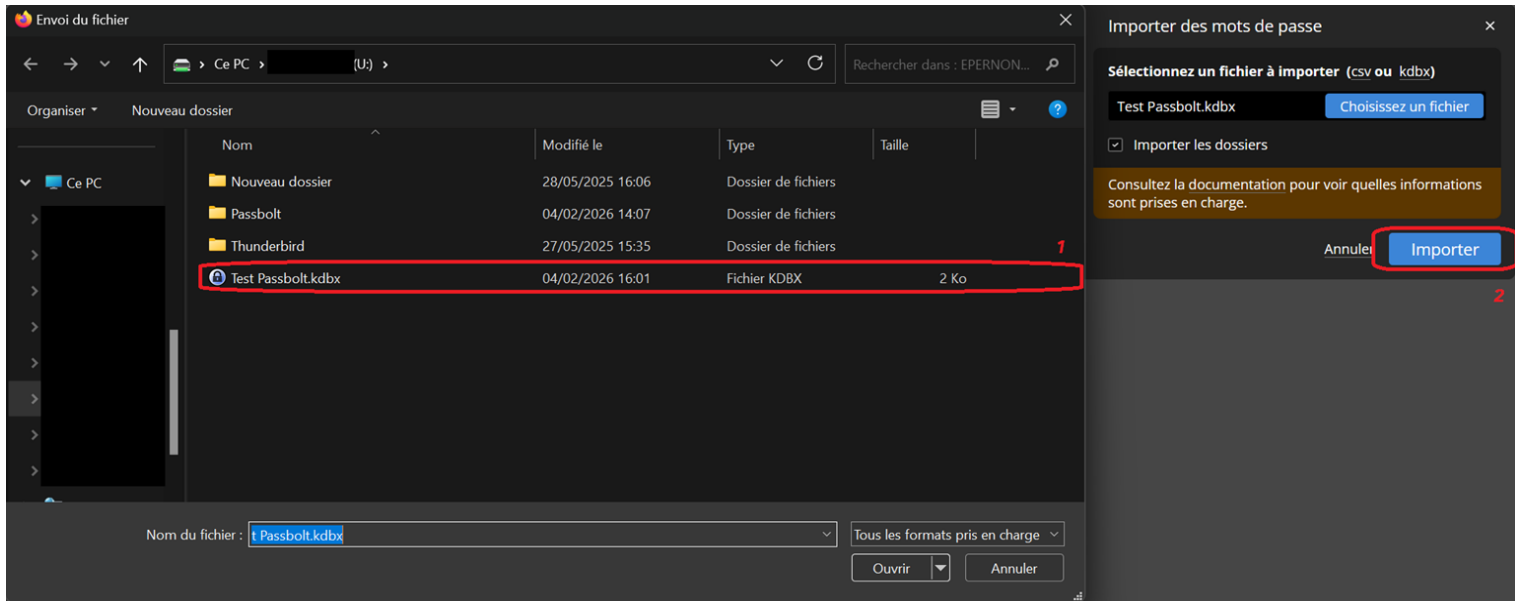 Envoi du fichier
Ce PC > (U:) >
Rechercher dans : EPERNON...
Organiser
Nouveau dossier
Nom
Modifié le
Type
Taille
Ce PC
Nouveau dossier
28/05/2025 16:06
Dossier de fichiers
Passbolt
04/02/2026 14:07
Dossier de fichiers
Thunderbird
27/05/2025 15:35
Dossier de fichiers
1
Test Passbolt.kdbx
04/02/2026 16:01
Fichier KDBX
2 Ko
Nom du fichier :
t Passbolt.kdbx
Tous les formats pris en charge
Ouvrir
Annuler
Importer des mots de passe
Sélectionnez un fichier à importer (csv ou kdbx)
Test Passbolt.kdbx
Choisissez un fichier
Importer les dossiers
Consultez la documentation pour voir quelles informations
sont prises en charge.
Annuler
Importer
2